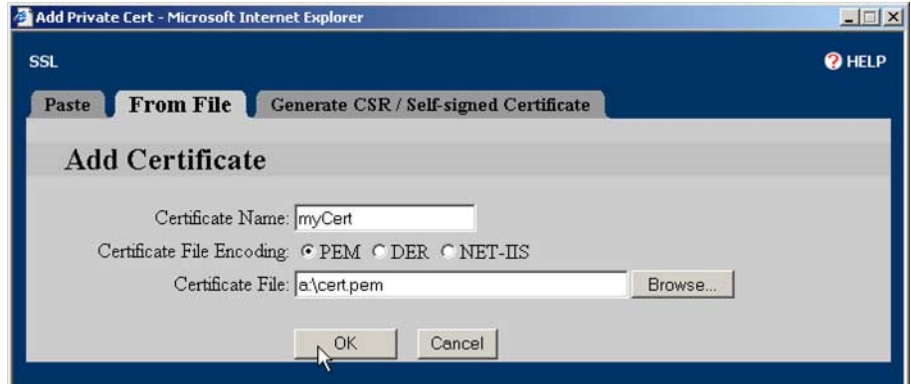 Add Private Cert - Microsoft Internet Explorer
SSL
? HELP
Paste From File Generate CSR / Self-signed Certificate
Add Certificate
Certificate Name: myCert
Certificate File Encoding: PEM DER NET-IIS
Certificate File: a:\cert.pem Browse...
OK Cancel